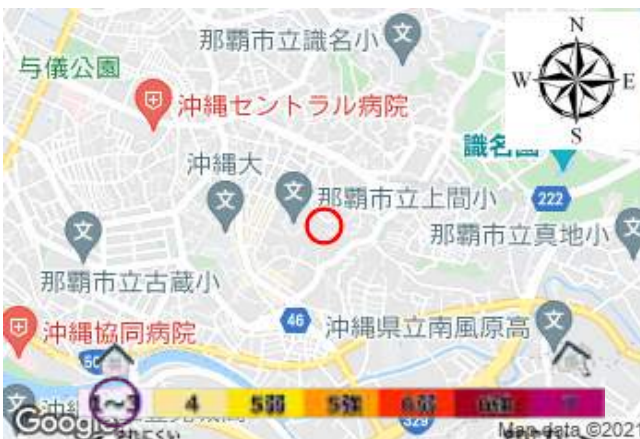 那覇市立識名小
N
与儀公園
W
E
沖縄セントラル病院
S
識名園
沖縄大
那覇市立上間小
222
那覇市立真地小
那覇市立古蔵小
沖縄協同病院
46
沖縄県立南風原高
1～3
4
5弱
5強
6弱
6強
7
Google
329
Map data ©202